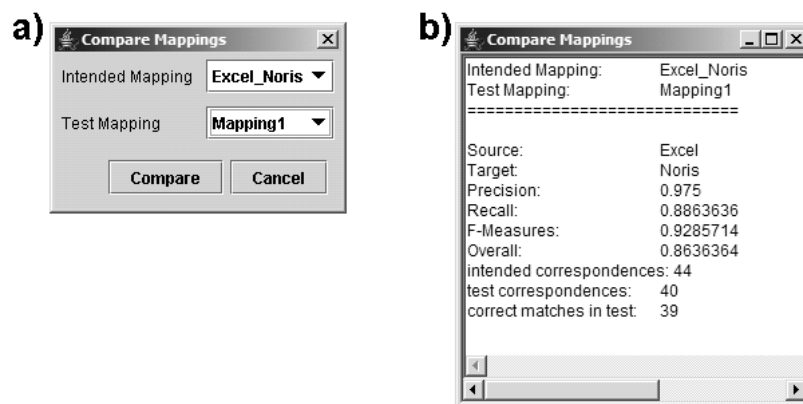 a)
Compare Mappings
Intended Mapping Excel_Noris
Test Mapping Mapping1
Compare Cancel
b)
Compare Mappings
Intended Mapping: Excel_Noris
Test Mapping: Mapping1
==============================
Source: Excel
Target: Noris
Precision: 0.975
Recall: 0.8863636
F-Measures: 0.9285714
Overall: 0.8636364
intended correspondences: 44
test correspondences: 40
correct matches in test: 39